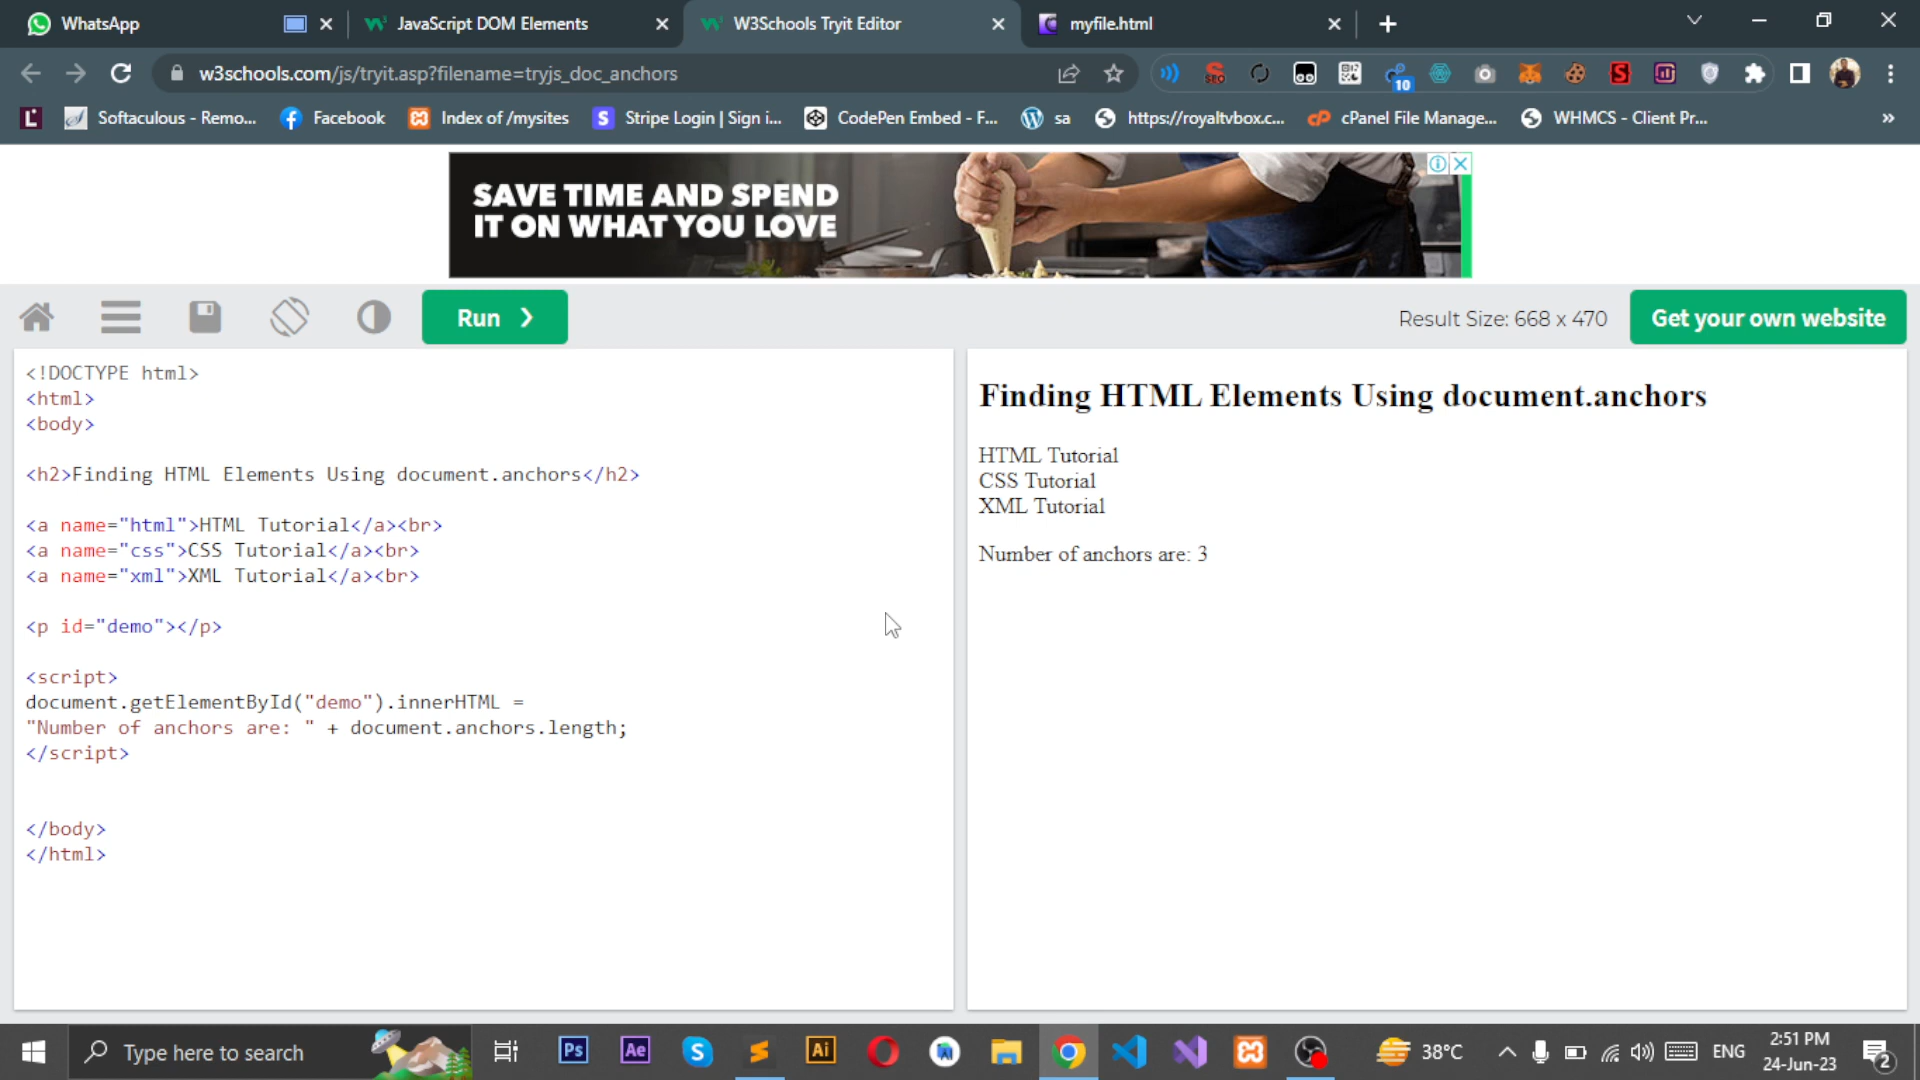 WhatsApp
JavaScript DOM Elements
W3Schools Tryit Editor
myfile.html
w3schools.com/js/tryit.asp?filename=tryjs_doc_anchors
SEO
10
Softaculous - Remo...
Facebook
Index of /mysites
Stripe Login | Sign i...
CodePen Embed - F...
sa
https://royaltvbox.c...
cPanel File Manage...
WHMCS - Client Pr...
SAVE TIME AND SPEND
IT ON WHAT YOU LOVE
Run
Result Size: 668 x 470
Get your own website
<!DOCTYPE html>
<html>
<body>
<h2>Finding HTML Elements Using document.anchors</h2>
<a name="html">HTML Tutorial</a><br>
<a name="css">CSS Tutorial</a><br>
<a name="xml">XML Tutorial</a><br>
<p id="demo"></p>
<script>
document.getElementById("demo").innerHTML =
"Number of anchors are: " + document.anchors.length;
</script>
</body>
</html>
Finding HTML Elements Using document.anchors
HTML Tutorial
CSS Tutorial
XML Tutorial
Number of anchors are: 3
Type here to search
Ps
Ae
Ai
38°C
ENG
2:51 PM
24-Jun-23
2